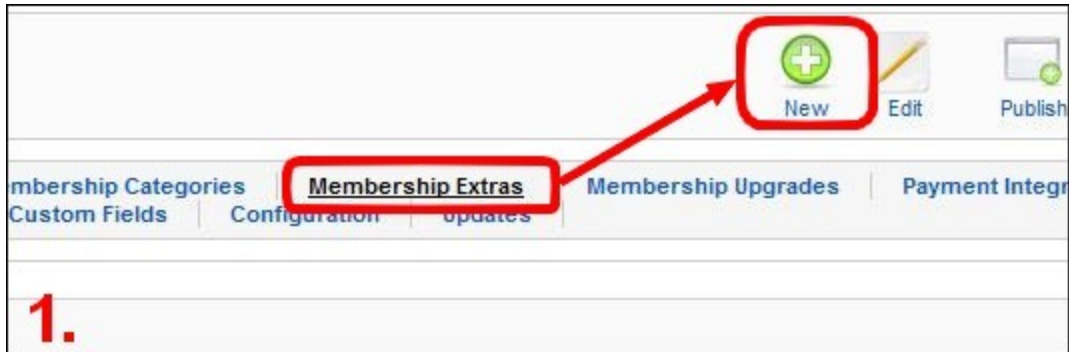 New Edit Publish
mbership Categories Membership Extras Membership Upgrades Payment Integr
Custom Fields Configuration Updates
1.